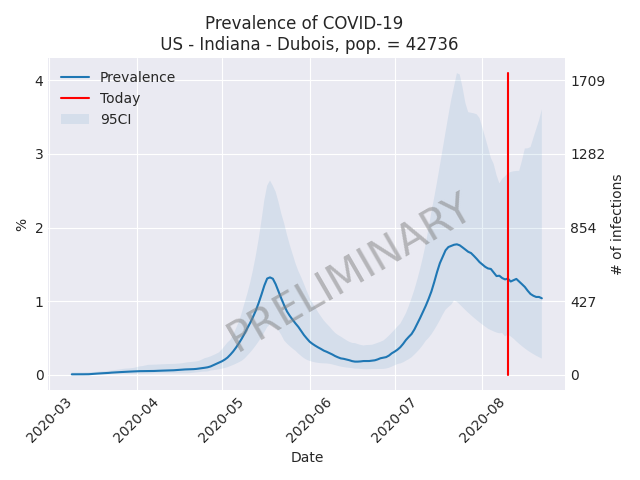 Prevalence of COVID-19
US - Indiana - Dubois, pop. = 42736
Prevalence
Today
95CI
4
3
2
1
0
%
1709
1282
854
427
0
# of infections
PRELIMINARY
2020-03
2020-04
2020-05
2020-06
2020-07
2020-08
Date